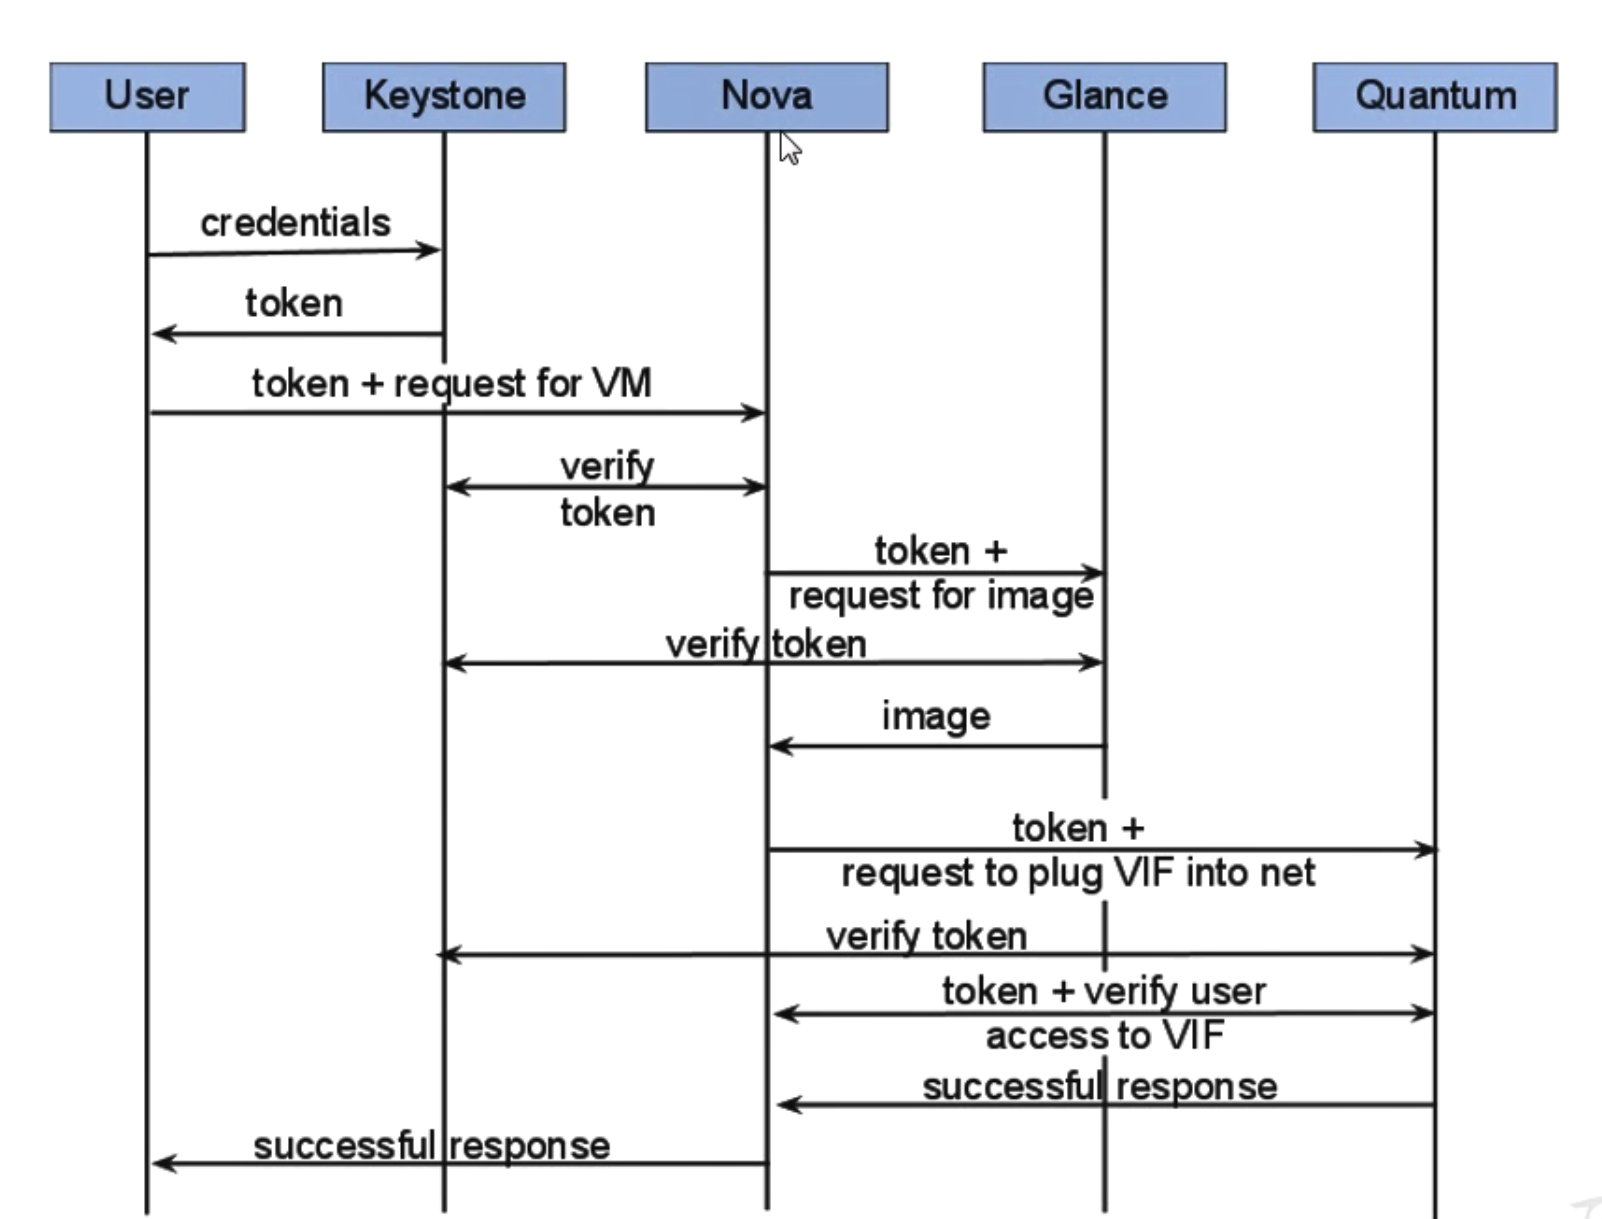 User
Keystone
Nova
Glance
Quantum
credentials
token
token + request for VM
verify
token
token +
request for image
verify token
image
token +
request to plug VIF into net
verify token
token + verify user
access to VIF
successful response
successful response